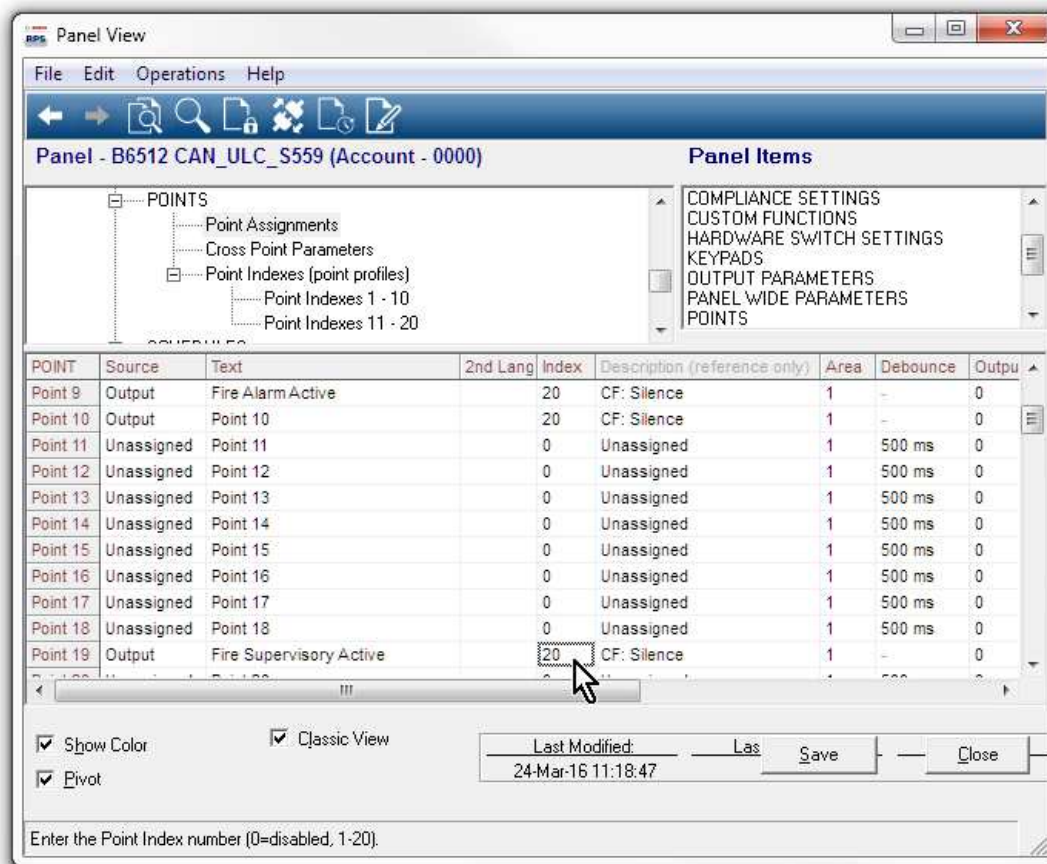 RPS Panel View
File Edit Operations Help
Panel - B6512 CAN_ULC_S559 (Account - 0000)
Panel Items
POINTS
Point Assignments
Cross Point Parameters
Point Indexes (point profiles)
Point Indexes 1 - 10
Point Indexes 11 - 20
COMPLIANCE SETTINGS
CUSTOM FUNCTIONS
HARDWARE SWITCH SETTINGS
KEYPADS
OUTPUT PARAMETERS
PANEL WIDE PARAMETERS
POINTS
POINT Source Text 2nd Lang Index Description (reference only) Area Debounce Outpu
Point 9 Output Fire Alarm Active 20 CF: Silence 1 - 0
Point 10 Output Point 10 20 CF: Silence 1 - 0
Point 11 Unassigned Point 11 0 Unassigned 1 500 ms 0
Point 12 Unassigned Point 12 0 Unassigned 1 500 ms 0
Point 13 Unassigned Point 13 0 Unassigned 1 500 ms 0
Point 14 Unassigned Point 14 0 Unassigned 1 500 ms 0
Point 15 Unassigned Point 15 0 Unassigned 1 500 ms 0
Point 16 Unassigned Point 16 0 Unassigned 1 500 ms 0
Point 17 Unassigned Point 17 0 Unassigned 1 500 ms 0
Point 18 Unassigned Point 18 0 Unassigned 1 500 ms 0
Point 19 Output Fire Supervisory Active 20 CF: Silence 1 - 0
Show Color
Classic View
Pivot
Last Modified:
24-Mar-16 11:18:47
Las
Save
Close
Enter the Point Index number (0=disabled, 1-20).